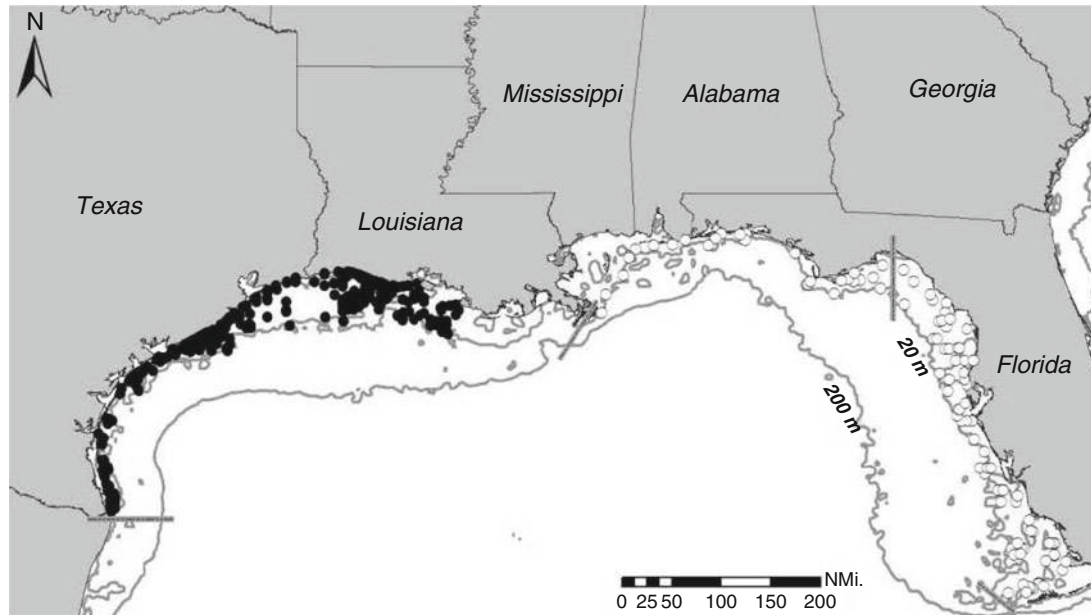 N
Mississippi
Alabama
Georgia
Texas
Louisiana
Florida
20 m
200 m
NMi.
0 25 50 100 150 200